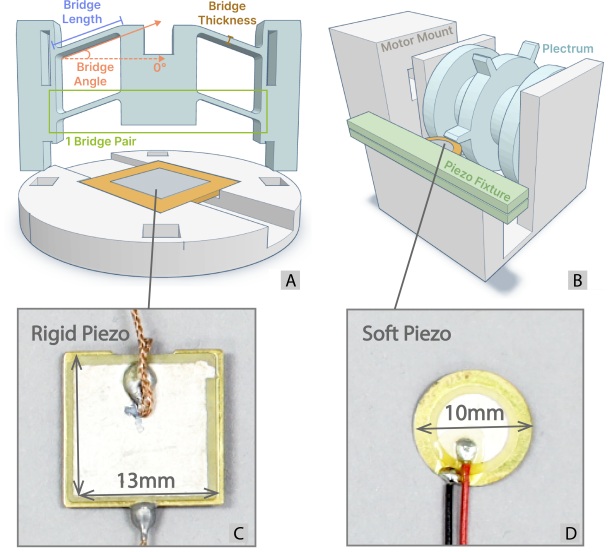 Bridge
Length
Bridge
Thickness
Bridge
Angle
0°
1 Bridge Pair
A
Motor Mount
Plectrum
Piezo Fixture
B
Rigid Piezo
13mm
C
Soft Piezo
10mm
D